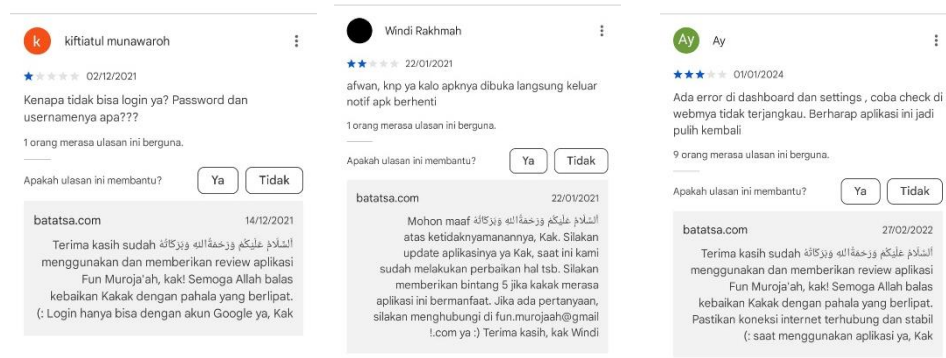 k kiftiatul munawaroh
02/12/2021
Kenapa tidak bisa login ya? Password dan
usernamenya apa???
1 orang merasa ulasan ini berguna.
Apakah ulasan ini membantu? Ya Tidak
batatsa.com 14/12/2021
Terima kasih sudah اَلسَّلَامُ عَلَيْكُمْ وَرَحْمَةُ اللهِ وَبَرَكَاتُهُ
menggunakan dan memberikan review aplikasi
Fun Muroja'ah, kak! Semoga Allah balas
kebaikan Kakak dengan pahala yang berlipat.
(: Login hanya bisa dengan akun Google ya, Kak
Windi Rakhmah
22/01/2021
afwan, knp ya kalo apknya dibuka langsung keluar
notif apk berhenti
1 orang merasa ulasan ini berguna.
Apakah ulasan ini membantu? Ya Tidak
batatsa.com 22/01/2021
Mohon maaf اَلسَّلَامُ عَلَيْكُمْ وَرَحْمَةُ اللهِ وَبَرَكَاتُهُ
atas ketidaknyamanannya, Kak. Silakan
update aplikasinya ya Kak, saat ini kami
sudah melakukan perbaikan hal tsb. Silakan
memberikan bintang 5 jika kakak merasa
aplikasi ini bermanfaat. Jika ada pertanyaan,
silakan menghubungi di fun.murojaah@gmail
!.com ya :) Terima kasih, kak Windi
Ay Ay
01/01/2024
Ada error di dashboard dan settings , coba check di
webmya tidak terjangkau. Berharap aplikasi ini jadi
pulih kembali
9 orang merasa ulasan ini berguna.
Apakah ulasan ini membantu? Ya Tidak
batatsa.com 27/02/2022
Terima kasih sudah اَلسَّلَامُ عَلَيْكُمْ وَرَحْمَةُ اللهِ وَبَرَكَاتُهُ
menggunakan dan memberikan review aplikasi
Fun Muroja'ah, kak! Semoga Allah balas
kebaikan Kakak dengan pahala yang berlipat.
Pastikan koneksi internet terhubung dan stabil
(: saat menggunakan aplikasi ya, Kak